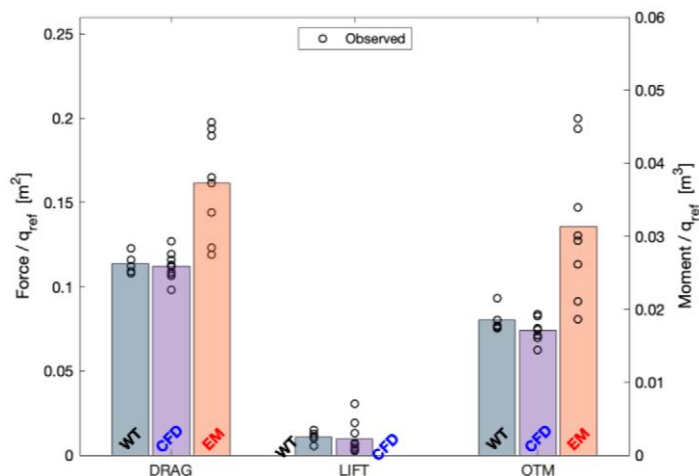 Observed
0.25
0.2
0.15
0.1
0.05
0
Force / q_ref [m²]
0.06
0.05
0.04
0.03
0.02
0.01
0
Moment / q_ref [m³]
WT CFD EM
WT CFD
WT CFD EM
DRAG LIFT OTM